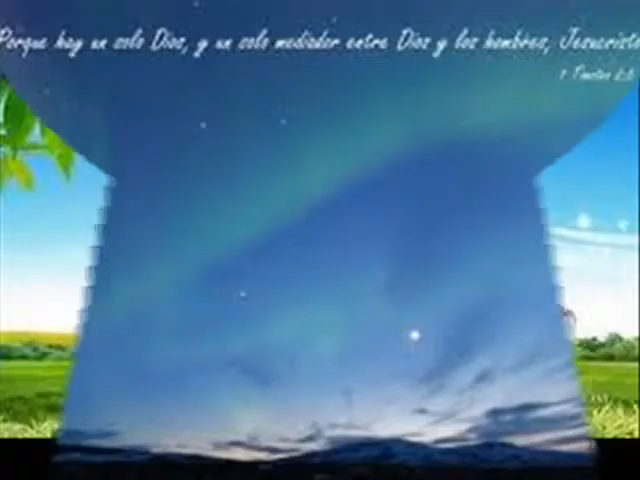 Porque hay un solo Dios, y un solo mediador entre Dios y los hombres, Jesucristo
1 Timoteo 2:5